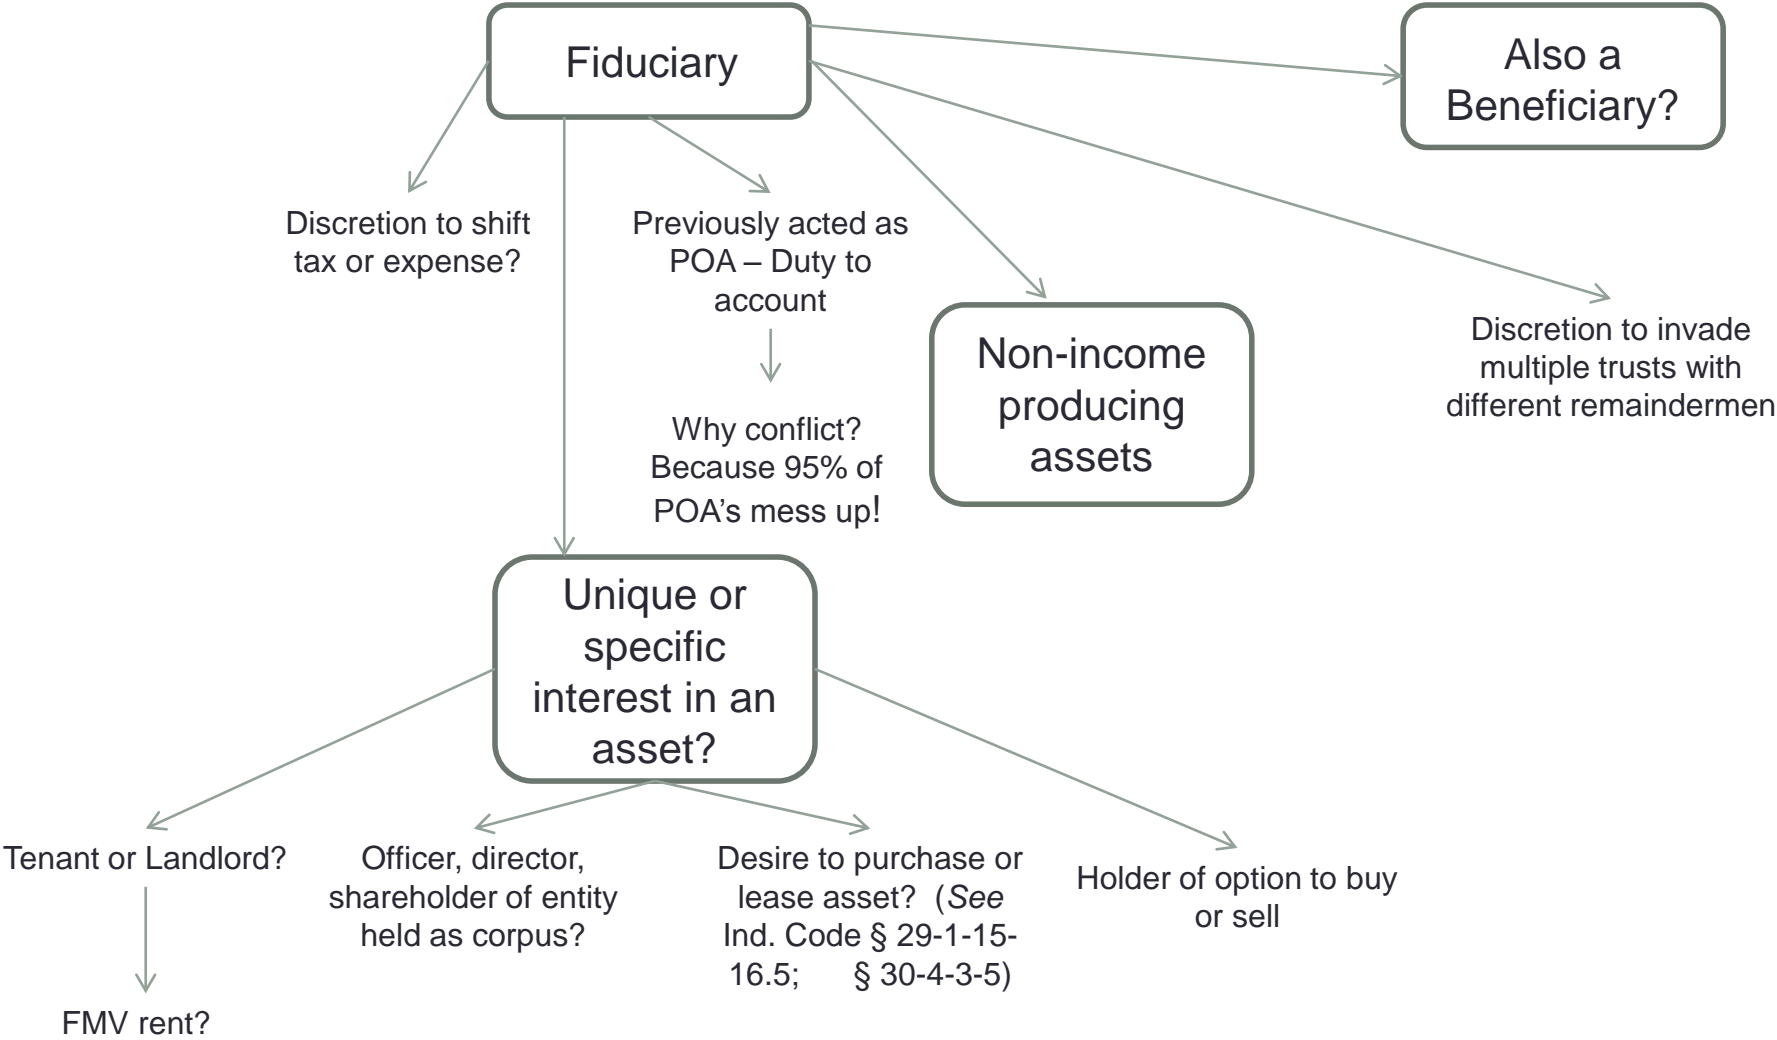 Fiduciary
Also a
Beneficiary?
Discretion to shift
tax or expense?
Previously acted as
POA – Duty to
account
Why conflict?
Because 95% of
POA’s mess up!
Non-income
producing
assets
Discretion to invade
multiple trusts with
different remaindermen
Unique or
specific
interest in an
asset?
Tenant or Landlord?
FMV rent?
Officer, director,
shareholder of entity
held as corpus?
Desire to purchase or
lease asset? (See
Ind. Code § 29-1-15-
16.5; § 30-4-3-5)
Holder of option to buy
or sell